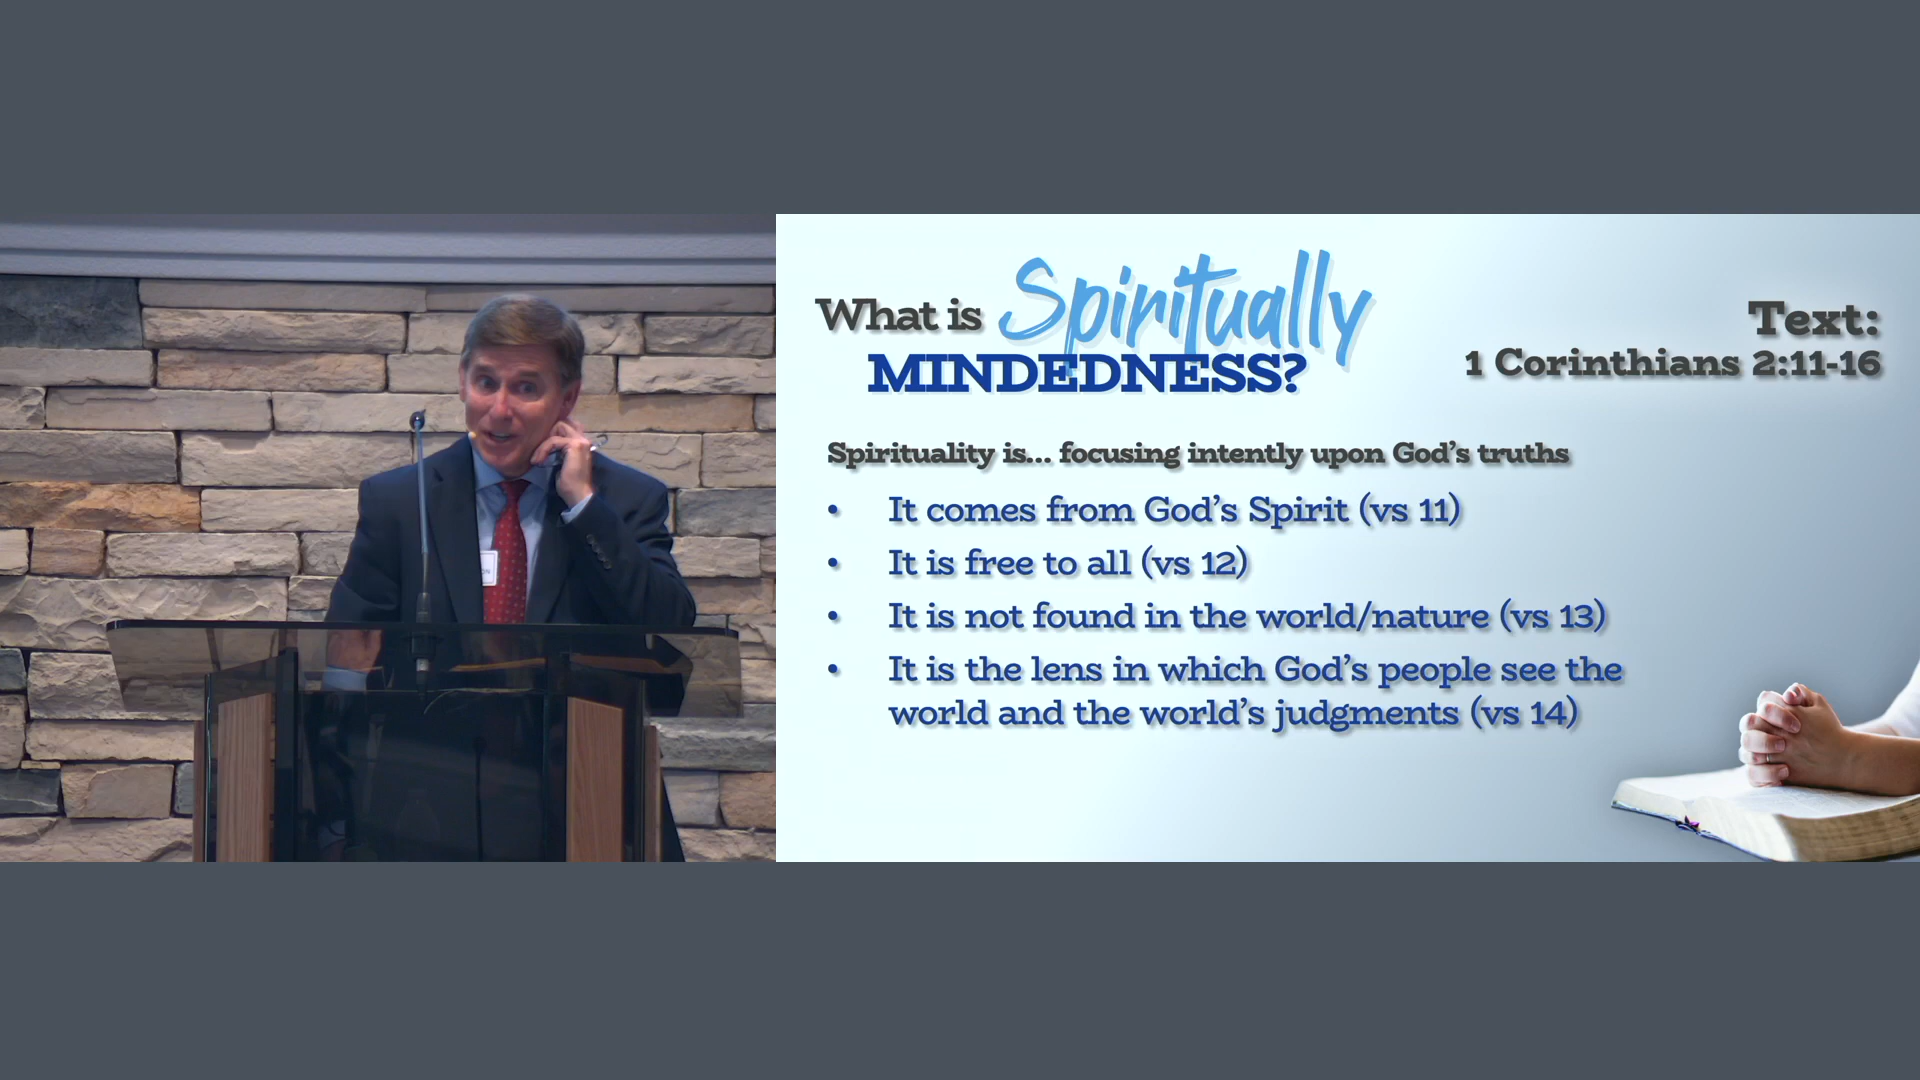 What is Spiritually
MINDEDNESS?
Text:
1 Corinthians 2:11-16
Spirituality is... focusing intently upon God's truths
• It comes from God's Spirit (vs 11)
• It is free to all (vs 12)
• It is not found in the world/nature (vs 13)
• It is the lens in which God's people see the
world and the world's judgments (vs 14)